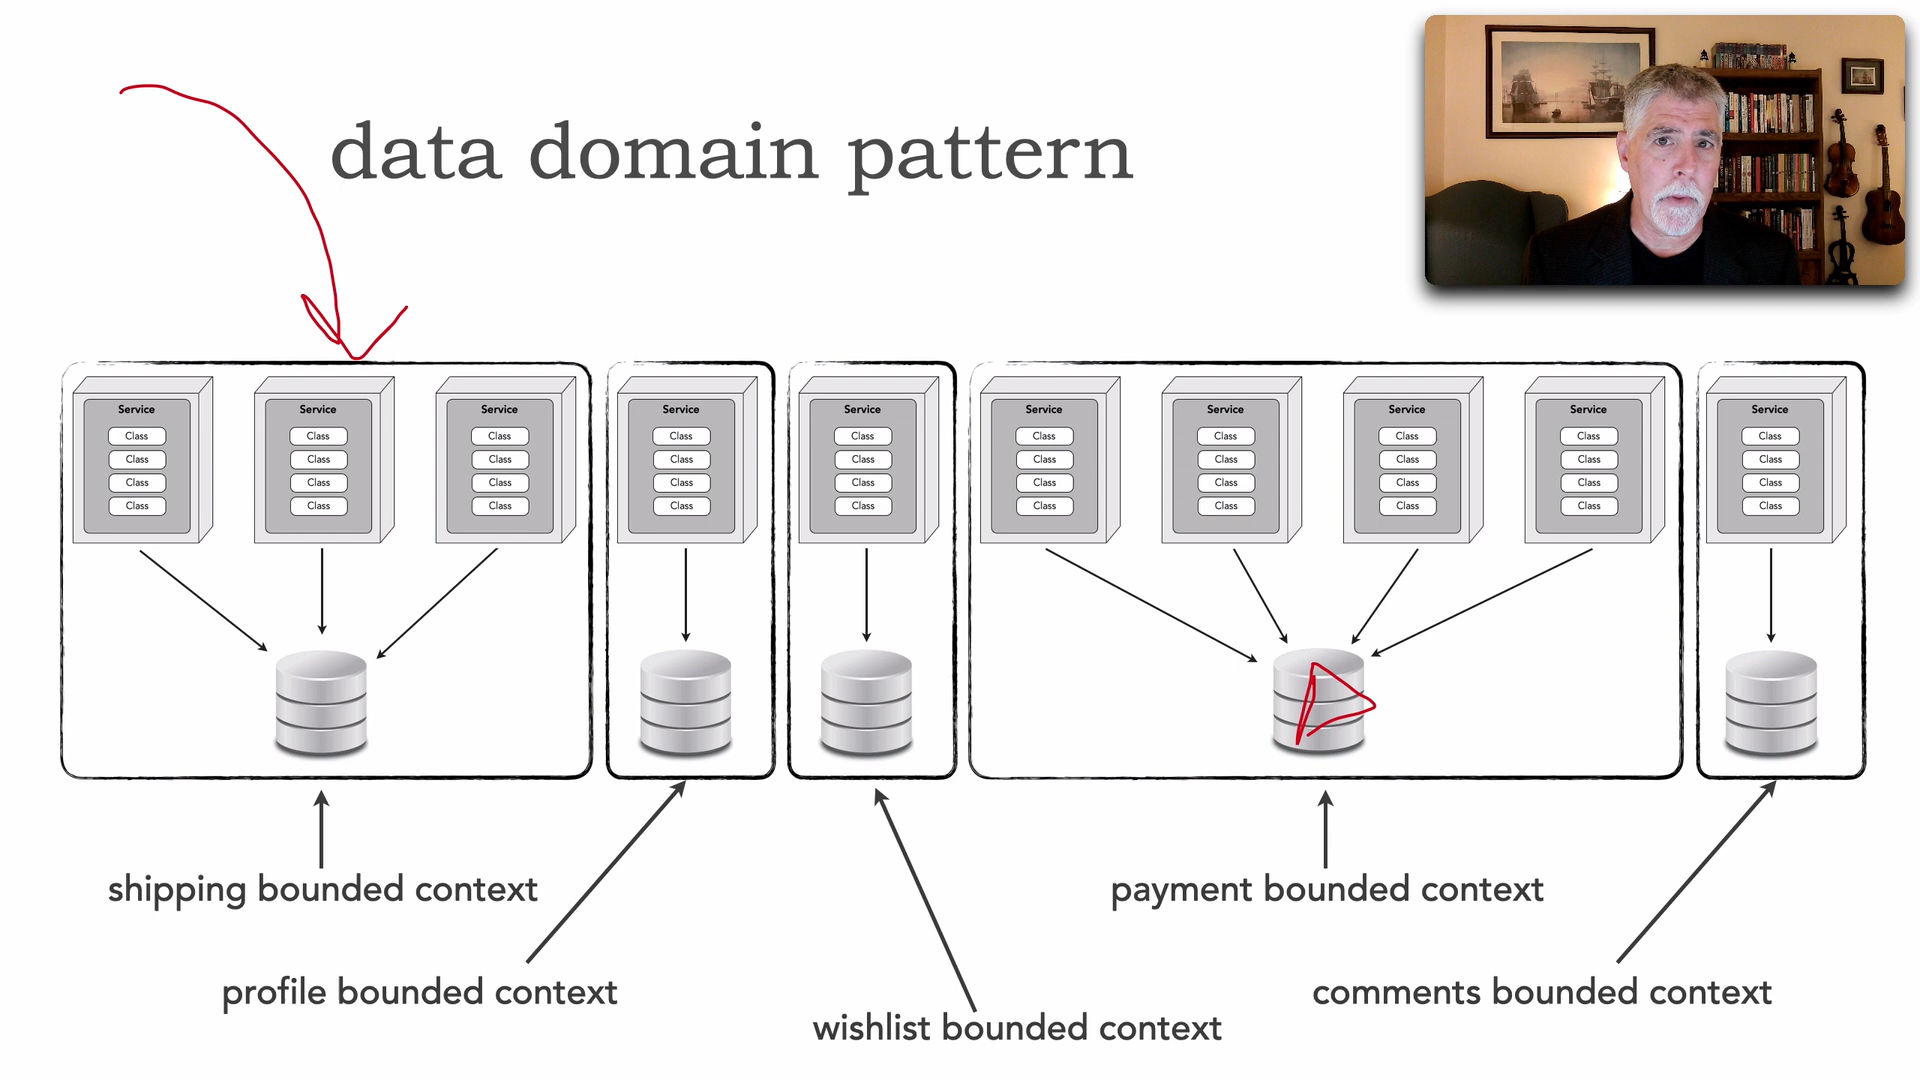 data domain pattern
Service Service Service Service Service Service Service Service Service Service
Class Class Class Class Class Class Class Class Class Class
Class Class Class Class Class Class Class Class Class Class
Class Class Class Class Class Class Class Class Class Class
Class Class Class Class Class Class Class Class Class Class
shipping bounded context
payment bounded context
profile bounded context
comments bounded context
wishlist bounded context